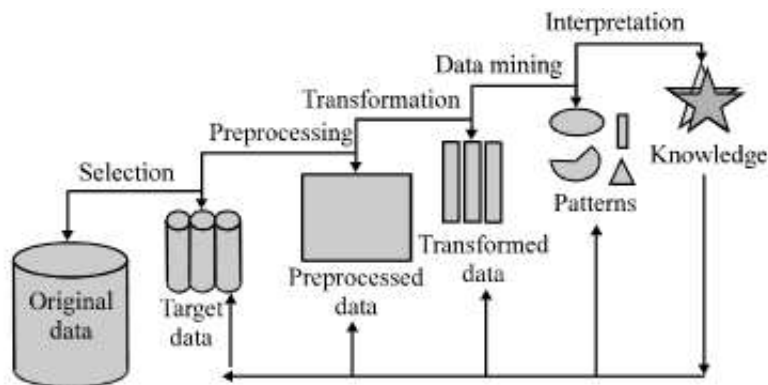 Interpretation
Data mining
Transformation
Preprocessing
Selection
Knowledge
Patterns
Transformed
data
Preprocessed
data
Target
data
Original
data